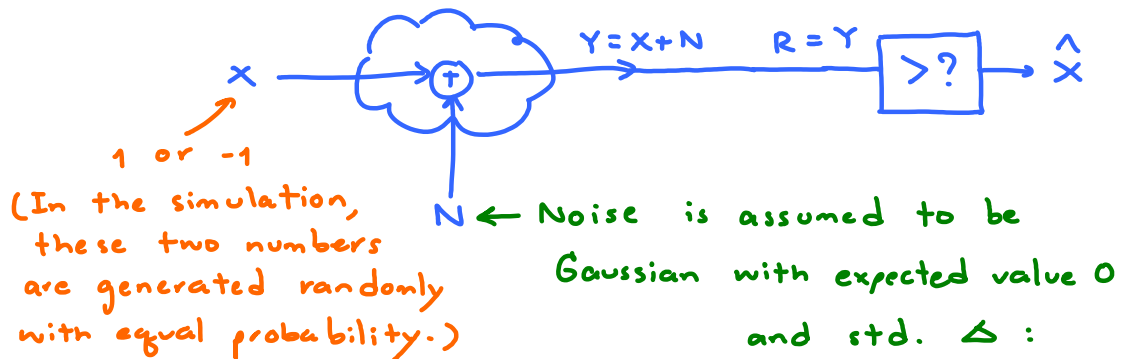 Y = X + N
R = Y
X
+
> ?
X̂
1 or -1
(In the simulation,
these two numbers
are generated randomly
with equal probability.)
N ← Noise is assumed to be
Gaussian with expected value 0
and std. △ :